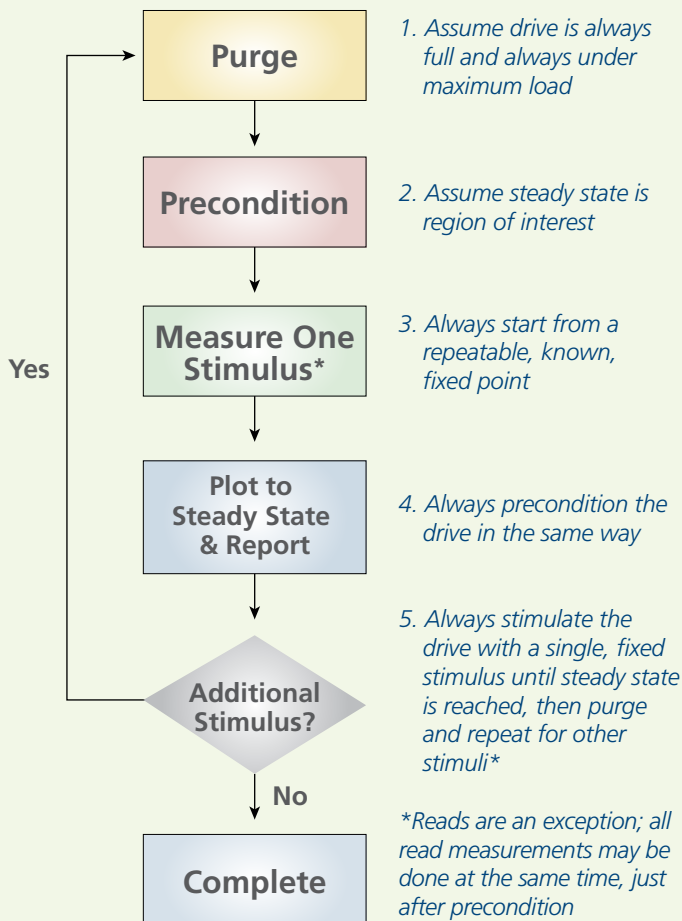 Purge
1. Assume drive is always
full and always under
maximum load
Precondition
2. Assume steady state is
region of interest
Measure One
Stimulus*
3. Always start from a
repeatable, known,
fixed point
Yes
Plot to
Steady State
& Report
4. Always precondition the
drive in the same way
Additional
Stimulus?
5. Always stimulate the
drive with a single, fixed
stimulus until steady state
is reached, then purge
and repeat for other
stimuli*
No
Complete
*Reads are an exception; all
read measurements may be
done at the same time, just
after precondition